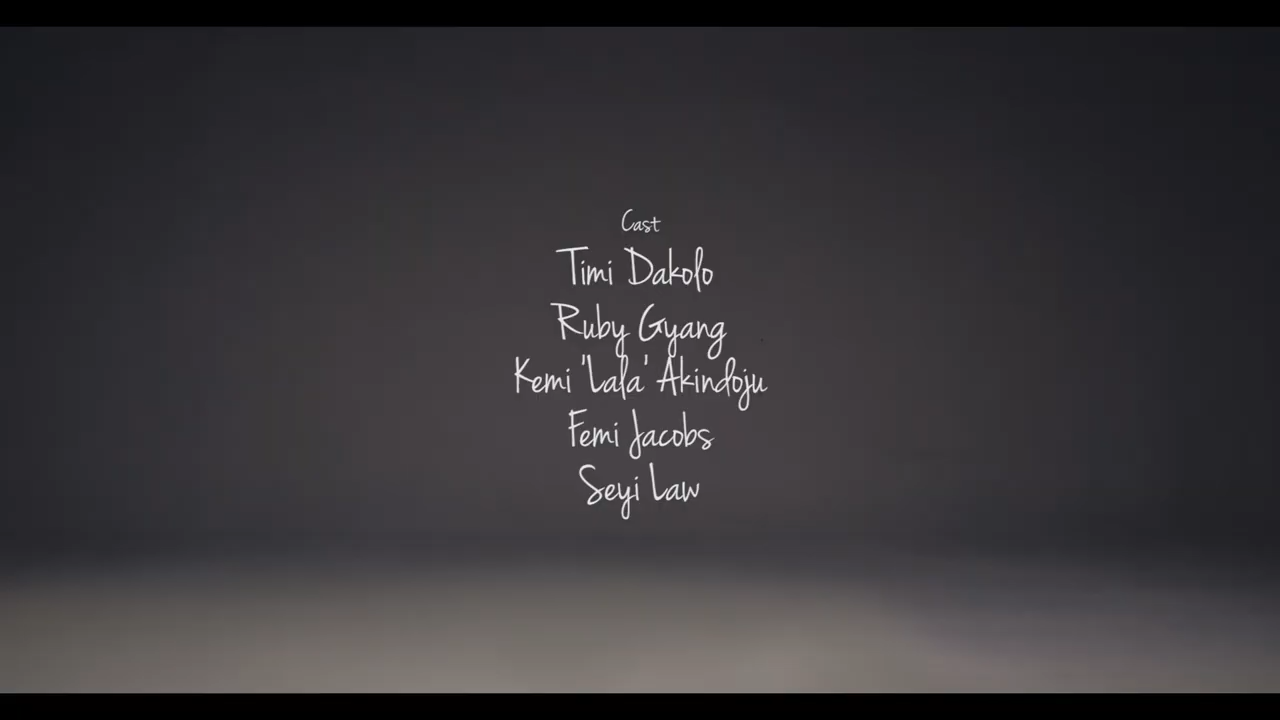 Cast
Timi Dakolo
Ruby Gyang
Kemi 'Lala' Akindoju
Femi Jacobs
Seyi Law